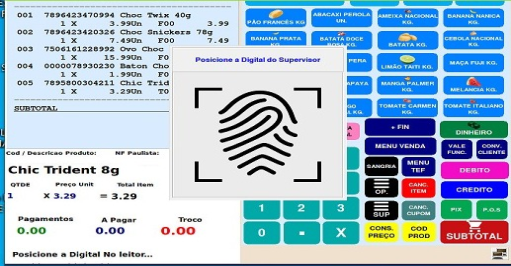 001 7896423470994 Choc Twix 40g
1 X 3.99Un F00 3.99
002 7896423420326 Choc Snickers 78g
1 X 7.49Un F00 7.49
003 7506161228992 Ovo Choc
1 X 15.99Un F0
004 0000078930230 Baton Cho
1 X 1.99Un F0
005 7895800304211 Chic Trid
1 X 3.29Un T0
SUBTOTAL
Posicione a Digital do Supervisor
Cod / Descricao Produto: NF Paulista:
Chic Trident 8g
QTDE Preço Unit Total Item
1 X 3.29 = 3.29
Pagamentos A Pagar Troco
0.00 0.00 0.00
Posicione a Digital No leitor...
PÃO FRANCÊS KG
ABACAXI PEROLA UN.
AMEIXA NACIONAL KG.
BANANA NANICA KG.
BANANA PRATA KG.
BATATA DOCE
BATATA KG.
CEBOLA NACIONAL KG.
PERA
LIMÃO TAITI KG.
MAÇA FUJI KG.
PAPAYA KG.
MANGA PALMER KG.
MELANCIA KG.
KG.
TOMATE CARMEN KG.
TOMATE ITALIANO KG.
+ FIN
DINHEIRO
MENU VENDA
VALE FUNC.
CONV. CLIENTE
SANGRIA
MENU TEF
DEBITO
OP.
CANC. ITEM
CREDITO
1 2 3
SUP
CANC. CUPOM
PIX
P.O.S
0 = X
CONS. PREÇO
COD PROD
SUBTOTAL